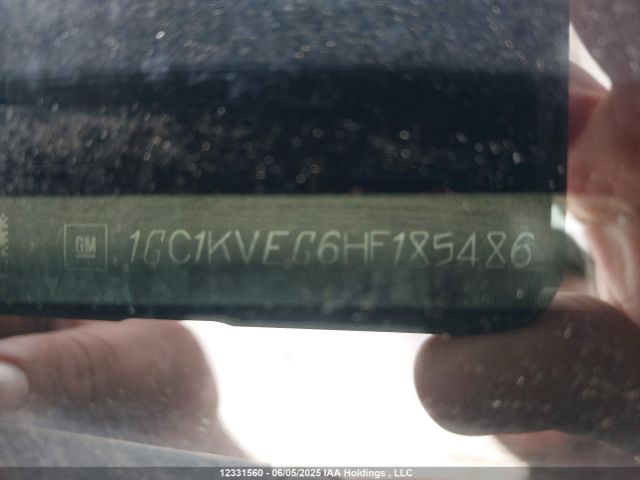 GM 1GC1KVEG6HF185486
12331560 - 06/05/2025 IAA Holdings , LLC